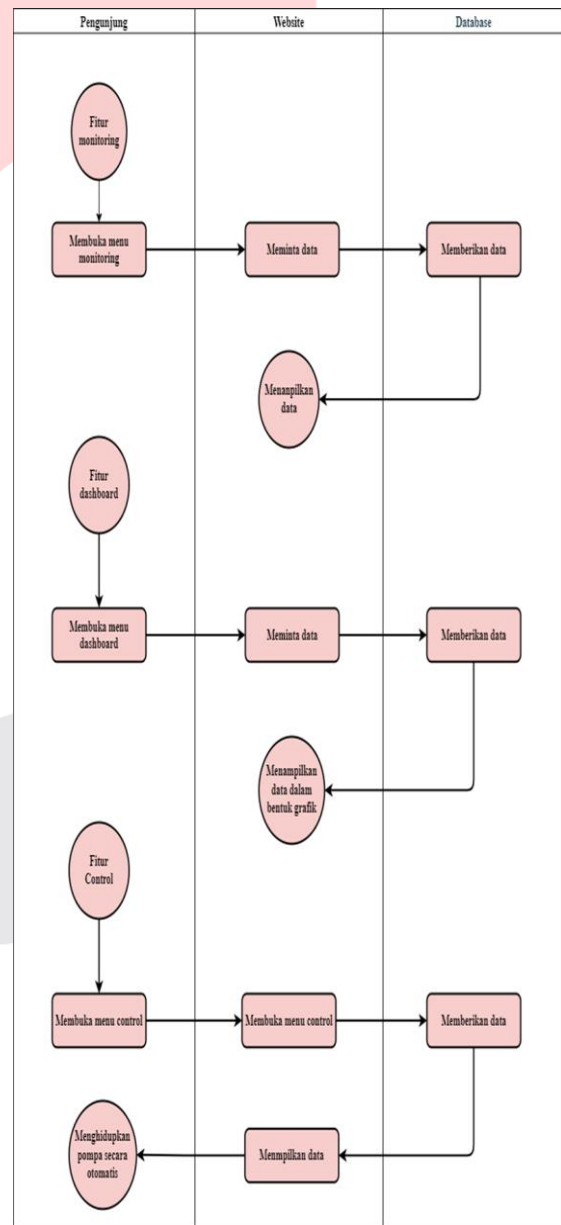 Pengunjung
Website
Database
Fitur
monitoring
Membuka menu
monitoring
Meminta data
Memberikan data
Menanpilkan
data
Fitur
dashboard
Membuka menu
dashboard
Meminta data
Memberikan data
Menampilkan
data dalam
bentuk grafik
Fitur
Control
Membuka menu control
Membuka menu control
Memberikan data
Menghidupkan
pompa secara
otomatis
Menmpilkan data